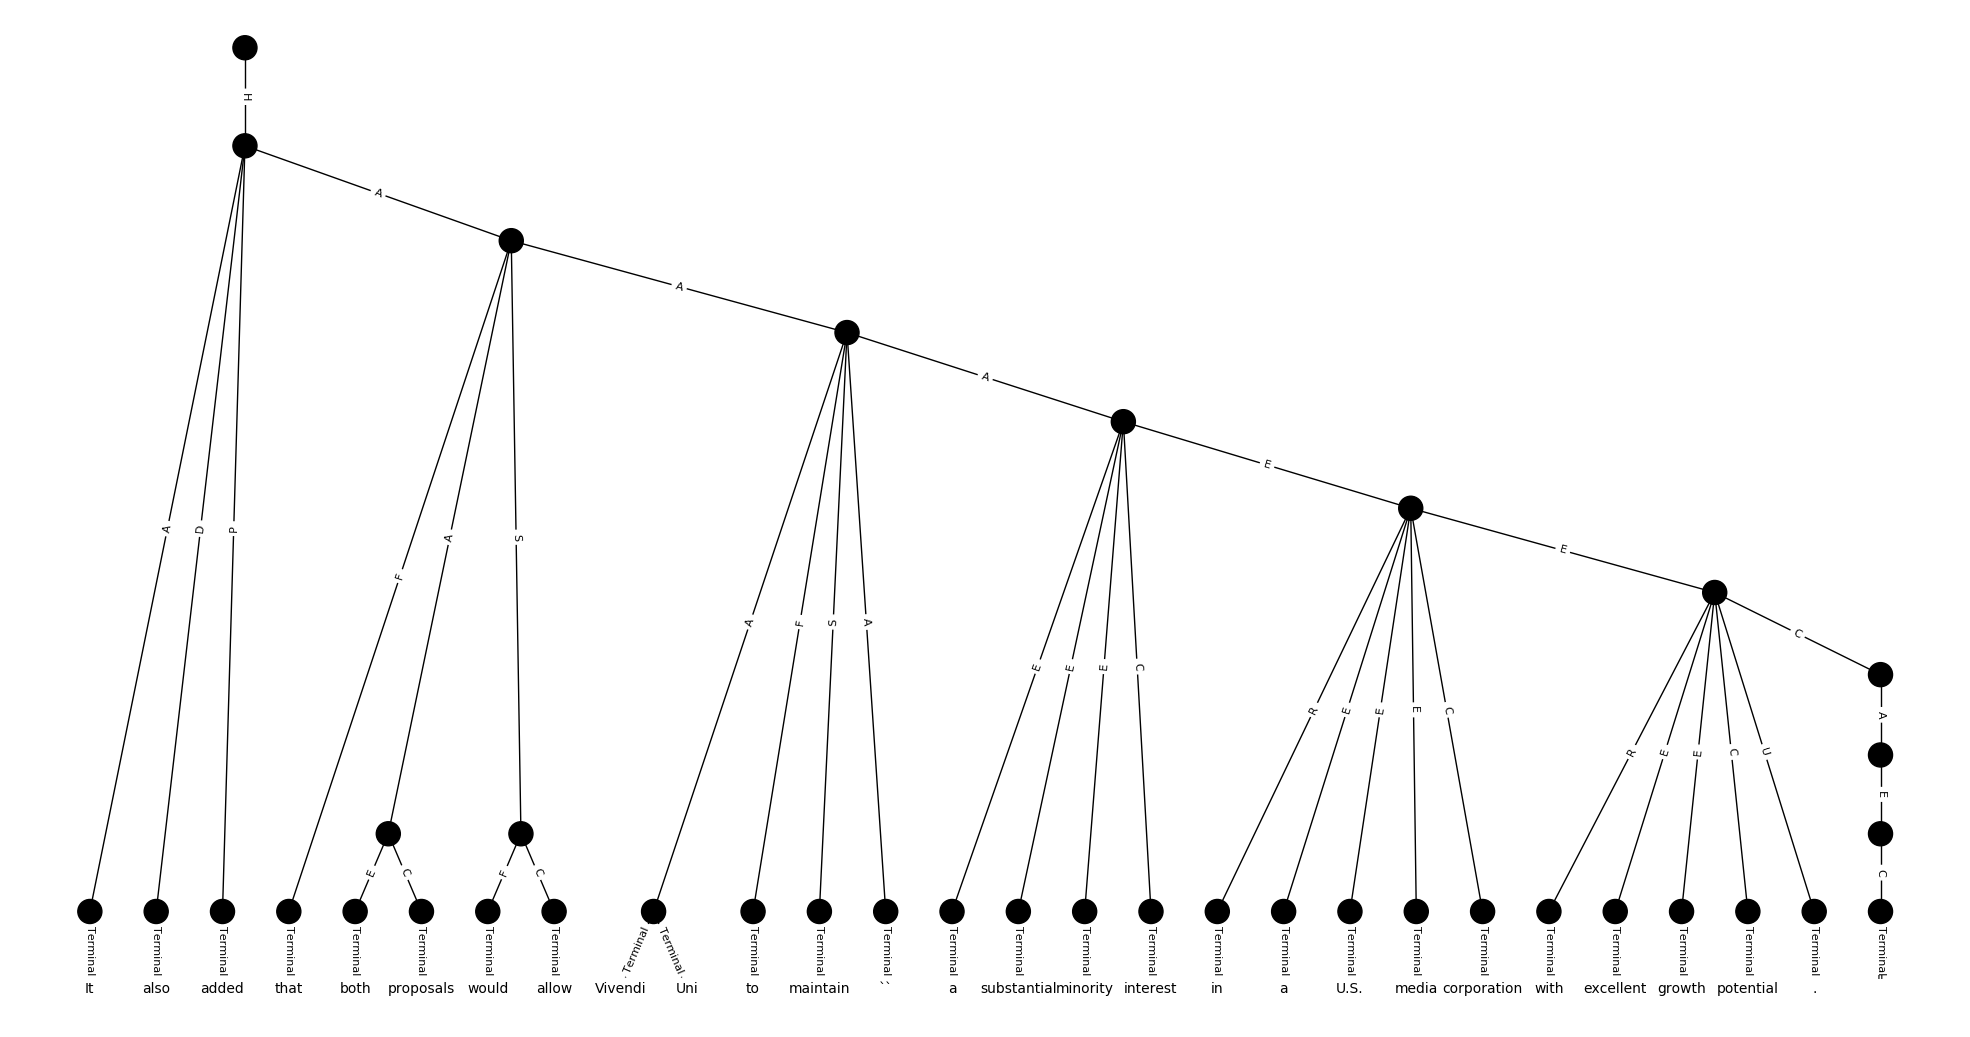 H
A
A
A
A D P
E
E
F A S
A F S A
C
E E E C
R E E E C
A
R E E C U
E
E C F C
C
Terminal Terminal Terminal Terminal Terminal Terminal Terminal Terminal Terminal Terminal Terminal Terminal Terminal Terminal Terminal Terminal Terminal Terminal Terminal Terminal Terminal Terminal Terminal Terminal Terminal Terminal Terminal Terminal
It also added that both proposals would allow Vivendi Uni to maintain `` a substantial minority interest in a U.S. media corporation with excellent growth potential .